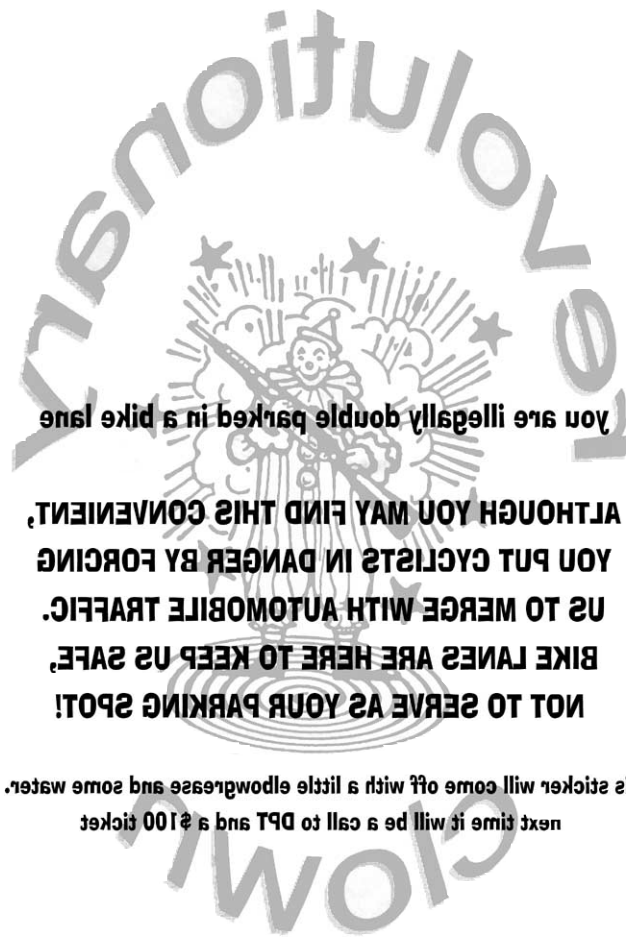 revolutionary
you are illegally double parked in a bike lane
ALTHOUGH YOU MAY FIND THIS CONVENIENT,
YOU PUT CYCLISTS IN DANGER BY FORCING
US TO MERGE WITH AUTOMOBILE TRAFFIC.
BIKE LANES ARE HERE TO KEEP US SAFE,
NOT TO SERVE AS YOUR PARKING SPOT!
is sticker will come off with a little elbowgrease and some water.
next time it will be a call to DPT and a $100 ticket
clown